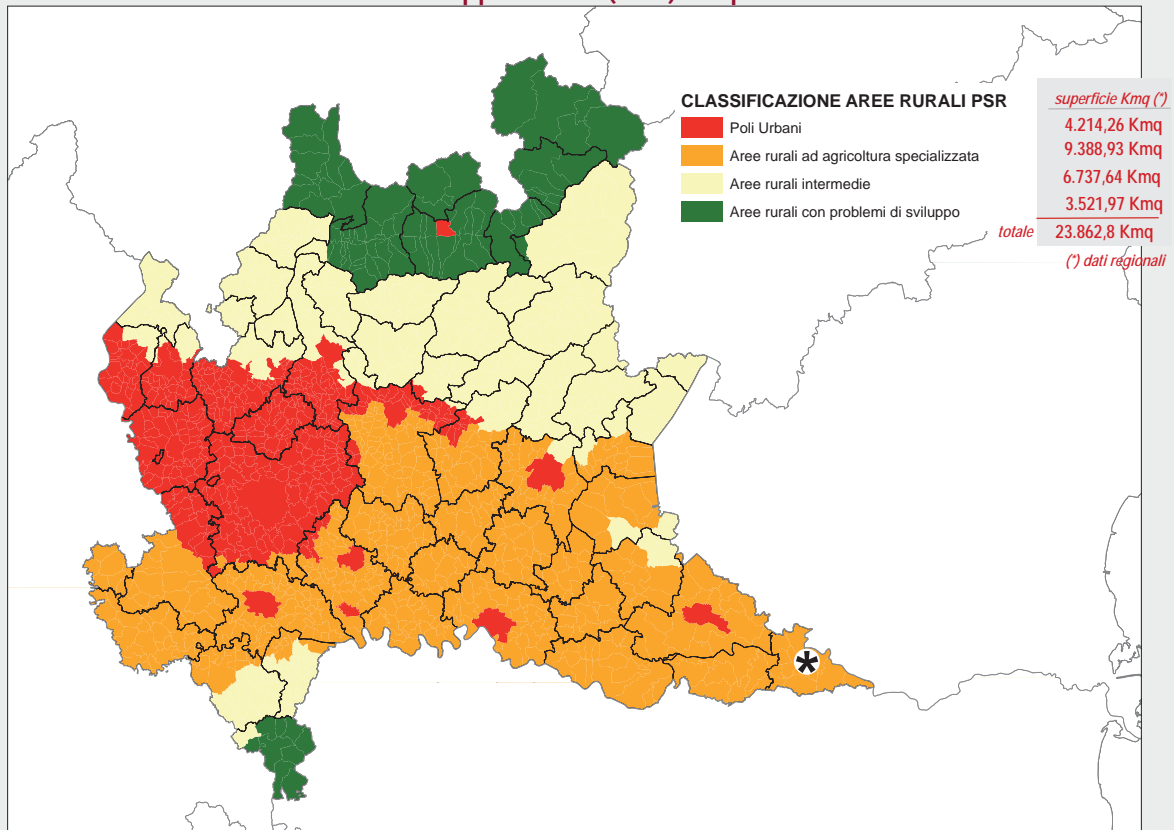 CLASSIFICAZIONE AREE RURALI PSR
superficie Kmq (*)
Poli Urbani
4.214,26 Kmq
Aree rurali ad agricoltura specializzata
9.388,93 Kmq
Aree rurali intermedie
6.737,64 Kmq
Aree rurali con problemi di sviluppo
3.521,97 Kmq
totale 23.862,8 Kmq
(*) dati regionali
*